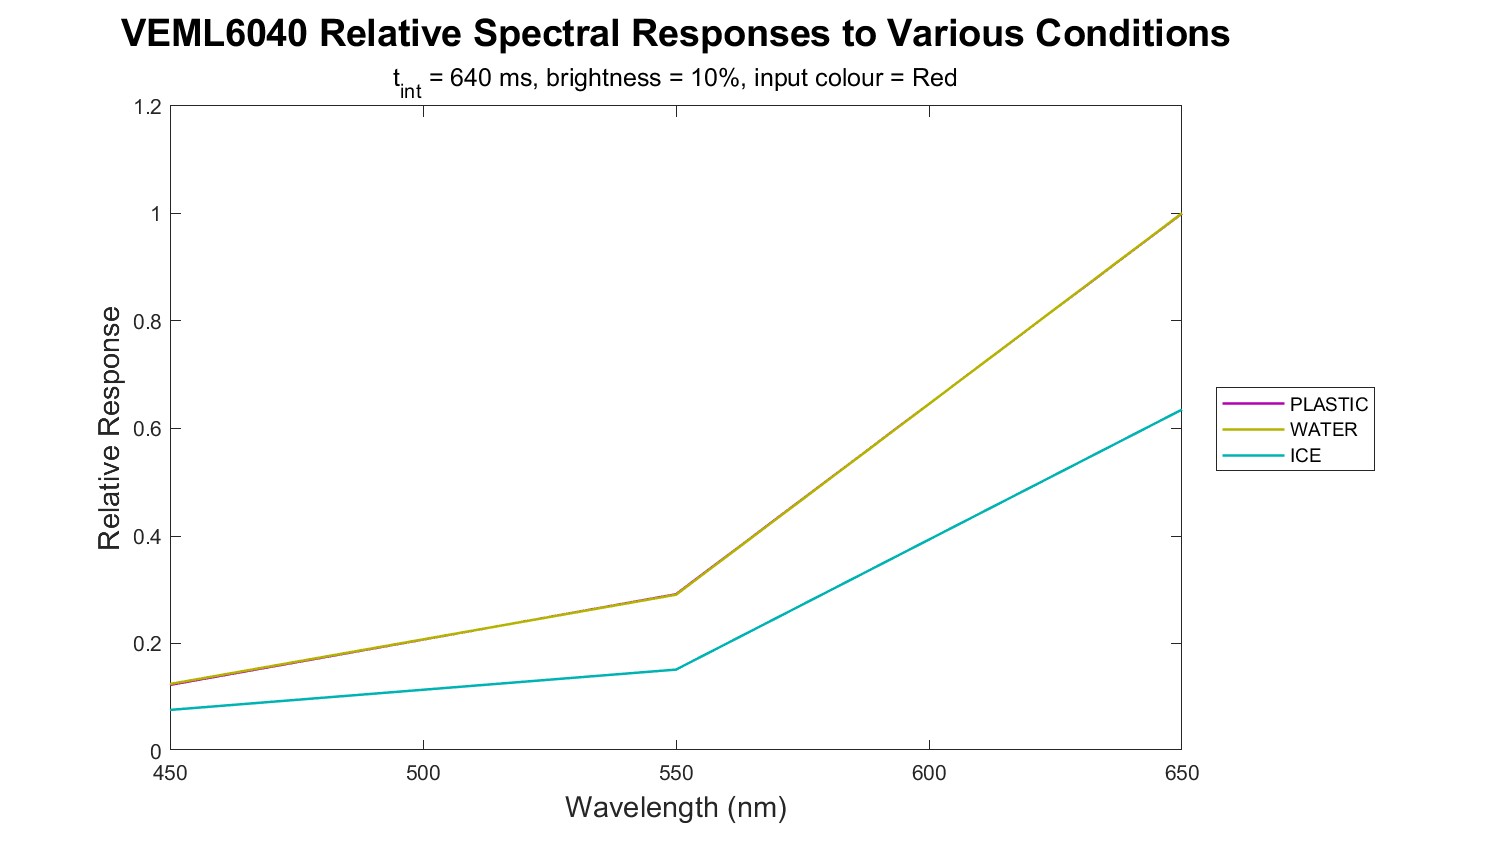 VEML6040 Relative Spectral Responses to Various Conditions
t_int = 640 ms, brightness = 10%, input colour = Red
1.2
1
0.8
0.6
0.4
0.2
0
Relative Response
450 500 550 600 650
Wavelength (nm)
PLASTIC
WATER
ICE